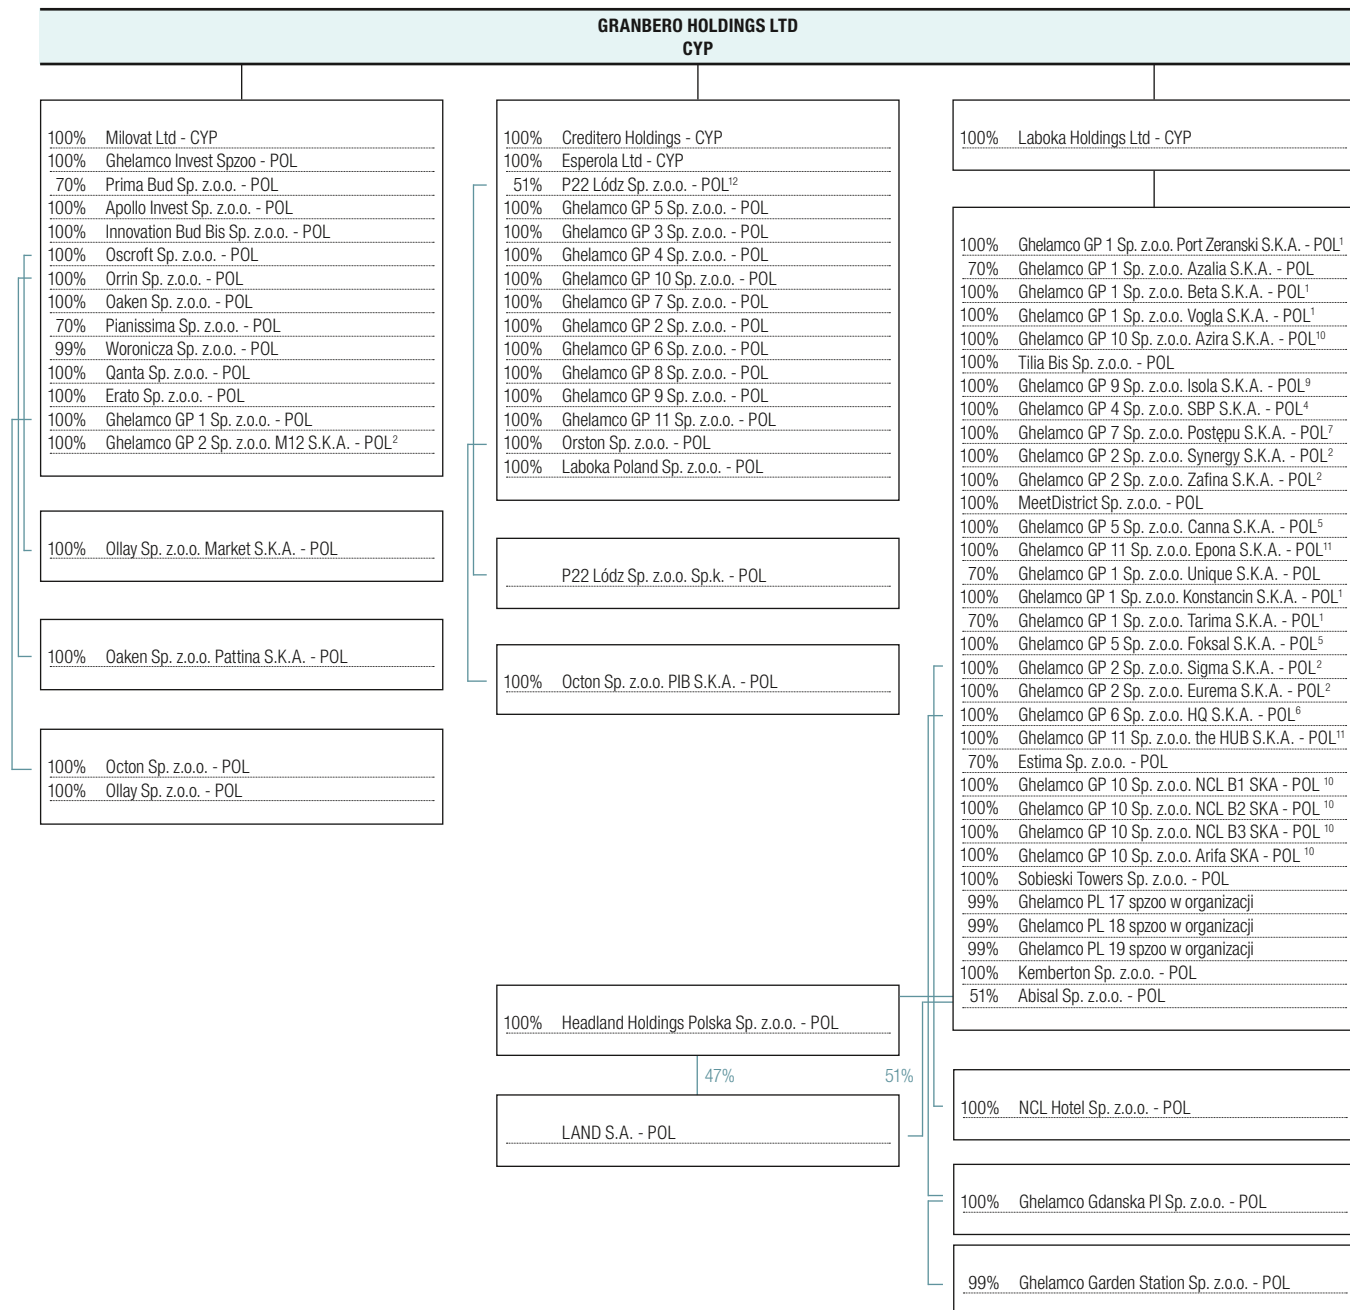 GRANBERO HOLDINGS LTD
CYP
100% Milovat Ltd - CYP
100% Ghelamco Invest Spzoo - POL
70% Prima Bud Sp. z.o.o. - POL
100% Apollo Invest Sp. z.o.o. - POL
100% Innovation Bud Bis Sp. z.o.o. - POL
100% Oscroft Sp. z.o.o. - POL
100% Orrin Sp. z.o.o. - POL
100% Oaken Sp. z.o.o. - POL
70% Pianissima Sp. z.o.o. - POL
99% Woronicza Sp. z.o.o. - POL
100% Qanta Sp. z.o.o. - POL
100% Erato Sp. z.o.o. - POL
100% Ghelamco GP 1 Sp. z.o.o. - POL
100% Ghelamco GP 2 Sp. z.o.o. M12 S.K.A. - POL²
100% Ollay Sp. z.o.o. Market S.K.A. - POL
100% Oaken Sp. z.o.o. Pattina S.K.A. - POL
100% Octon Sp. z.o.o. - POL
100% Ollay Sp. z.o.o. - POL
100% Creditero Holdings - CYP
100% Esperola Ltd - CYP
51% P22 Lódz Sp. z.o.o. - POL¹²
100% Ghelamco GP 5 Sp. z.o.o. - POL
100% Ghelamco GP 3 Sp. z.o.o. - POL
100% Ghelamco GP 4 Sp. z.o.o. - POL
100% Ghelamco GP 10 Sp. z.o.o. - POL
100% Ghelamco GP 7 Sp. z.o.o. - POL
100% Ghelamco GP 2 Sp. z.o.o. - POL
100% Ghelamco GP 6 Sp. z.o.o. - POL
100% Ghelamco GP 8 Sp. z.o.o. - POL
100% Ghelamco GP 9 Sp. z.o.o. - POL
100% Ghelamco GP 11 Sp. z.o.o. - POL
100% Orston Sp. z.o.o. - POL
100% Laboka Poland Sp. z.o.o. - POL
P22 Lódz Sp. z.o.o. Sp.k. - POL
100% Octon Sp. z.o.o. PIB S.K.A. - POL
100% Headland Holdings Polska Sp. z.o.o. - POL
47% 51%
LAND S.A. - POL
100% Laboka Holdings Ltd - CYP
100% Ghelamco GP 1 Sp. z.o.o. Port Zeranski S.K.A. - POL¹
70% Ghelamco GP 1 Sp. z.o.o. Azalia S.K.A. - POL
100% Ghelamco GP 1 Sp. z.o.o. Beta S.K.A. - POL¹
100% Ghelamco GP 1 Sp. z.o.o. Vogla S.K.A. - POL¹
100% Ghelamco GP 10 Sp. z.o.o. Azira S.K.A. - POL¹⁰
100% Tilia Bis Sp. z.o.o. - POL
100% Ghelamco GP 9 Sp. z.o.o. Isola S.K.A. - POL⁹
100% Ghelamco GP 4 Sp. z.o.o. SBP S.K.A. - POL⁴
100% Ghelamco GP 7 Sp. z.o.o. Postępu S.K.A. - POL⁷
100% Ghelamco GP 2 Sp. z.o.o. Synergy S.K.A. - POL²
100% Ghelamco GP 2 Sp. z.o.o. Zafina S.K.A. - POL²
100% MeetDistrict Sp. z.o.o. - POL
100% Ghelamco GP 5 Sp. z.o.o. Canna S.K.A. - POL⁵
100% Ghelamco GP 11 Sp. z.o.o. Epona S.K.A. - POL¹¹
70% Ghelamco GP 1 Sp. z.o.o. Unique S.K.A. - POL
100% Ghelamco GP 1 Sp. z.o.o. Konstancin S.K.A. - POL¹
70% Ghelamco GP 1 Sp. z.o.o. Tarima S.K.A. - POL¹
100% Ghelamco GP 5 Sp. z.o.o. Foksal S.K.A. - POL⁵
100% Ghelamco GP 2 Sp. z.o.o. Sigma S.K.A. - POL²
100% Ghelamco GP 2 Sp. z.o.o. Eurema S.K.A. - POL²
100% Ghelamco GP 6 Sp. z.o.o. HQ S.K.A. - POL⁶
100% Ghelamco GP 11 Sp. z.o.o. the HUB S.K.A. - POL¹¹
70% Estima Sp. z.o.o. - POL
100% Ghelamco GP 10 Sp. z.o.o. NCL B1 SKA - POL ¹⁰
100% Ghelamco GP 10 Sp. z.o.o. NCL B2 SKA - POL ¹⁰
100% Ghelamco GP 10 Sp. z.o.o. NCL B3 SKA - POL ¹⁰
100% Ghelamco GP 10 Sp. z.o.o. Arifa SKA - POL ¹⁰
100% Sobieski Towers Sp. z.o.o. - POL
99% Ghelamco PL 17 spzoo w organizacji
99% Ghelamco PL 18 spzoo w organizacji
99% Ghelamco PL 19 spzoo w organizacji
100% Kemberton Sp. z.o.o. - POL
51% Abisal Sp. z.o.o. - POL
100% NCL Hotel Sp. z.o.o. - POL
100% Ghelamco Gdanska PI Sp. z.o.o. - POL
99% Ghelamco Garden Station Sp. z.o.o. - POL